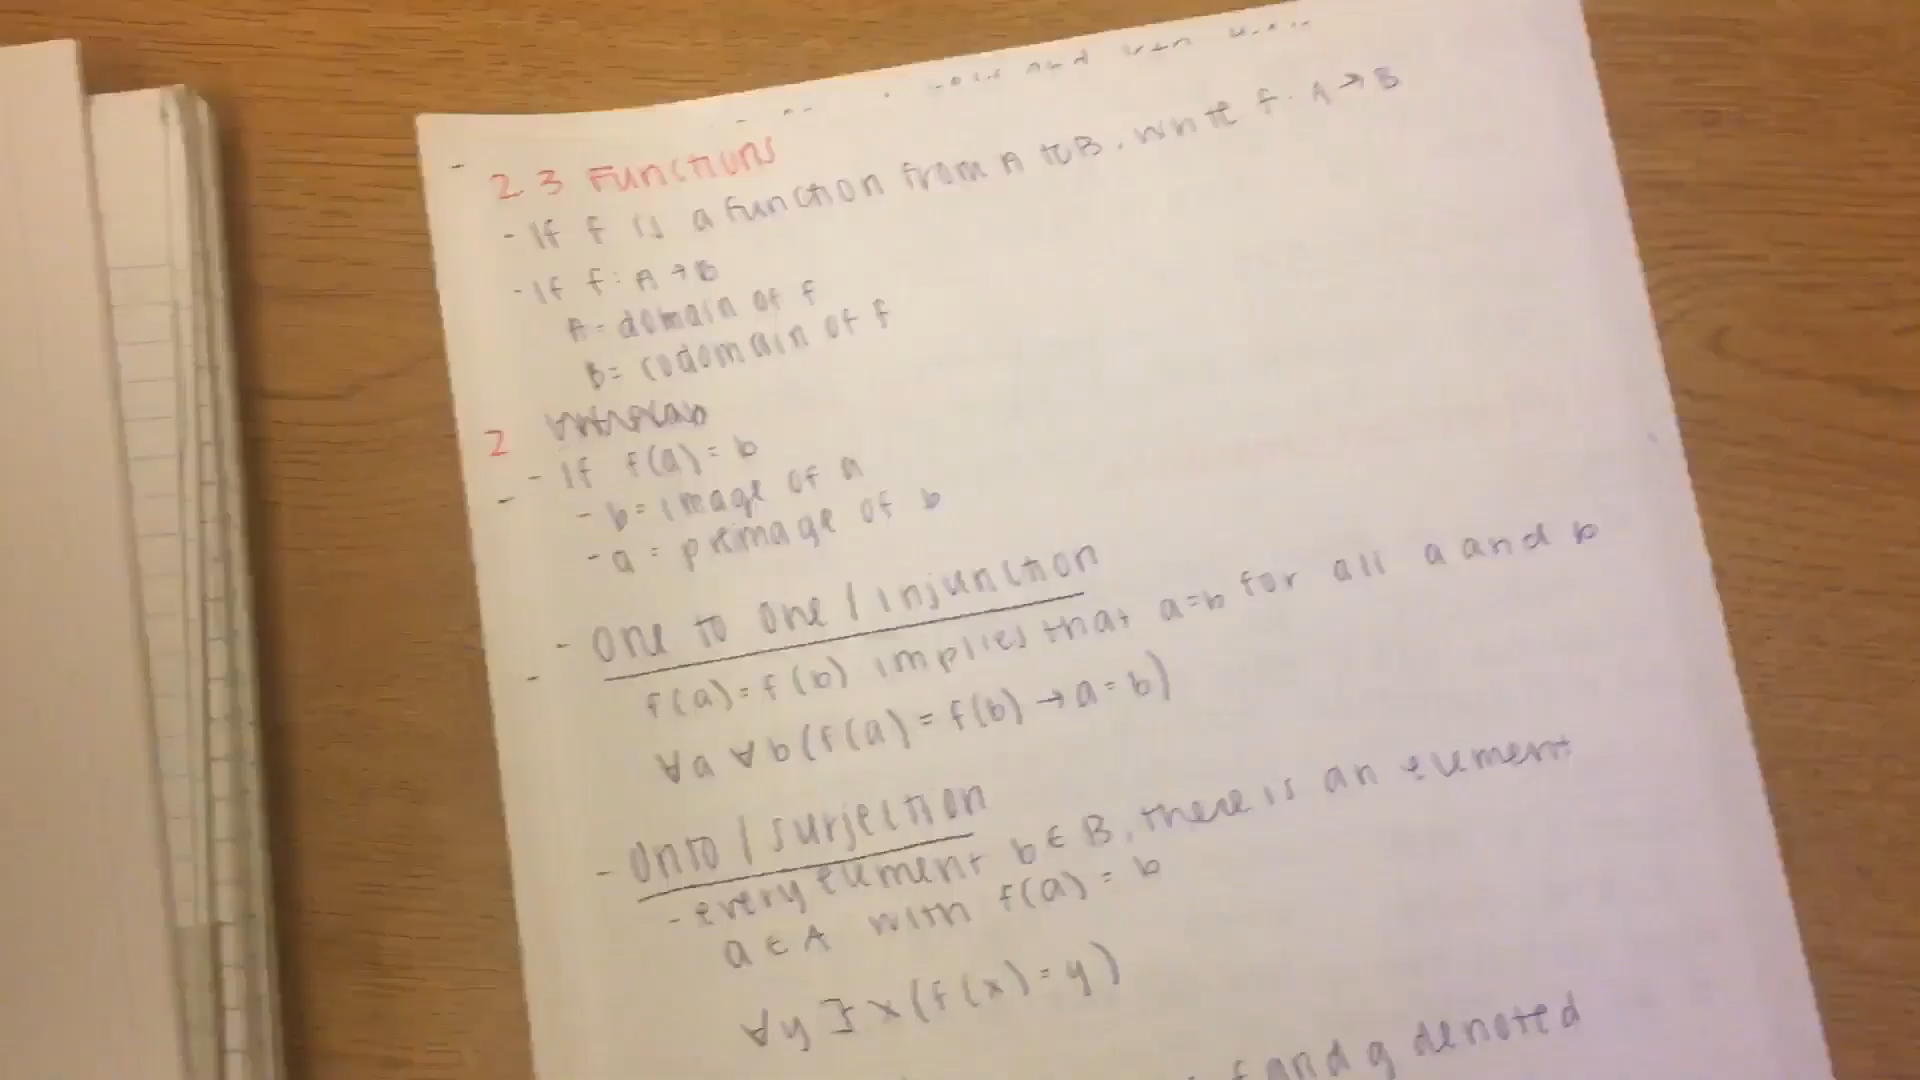 2.3 Functions
- If f is a function from A to B, write f: A → B
- If f: A → B
A = domain of f
B = codomain of f
2
- If f(a) = b
- b = image of a
- a = preimage of b
- one to one / injunction
f(a) = f(b) implies that a=b for all a and b
∀a ∀b (f(a) = f(b) → a = b)
- onto / surjection
- every element b ∈ B, there is an element
a ∈ A with f(a) = b
∀y ∃x (f(x) = y)
f and g denoted